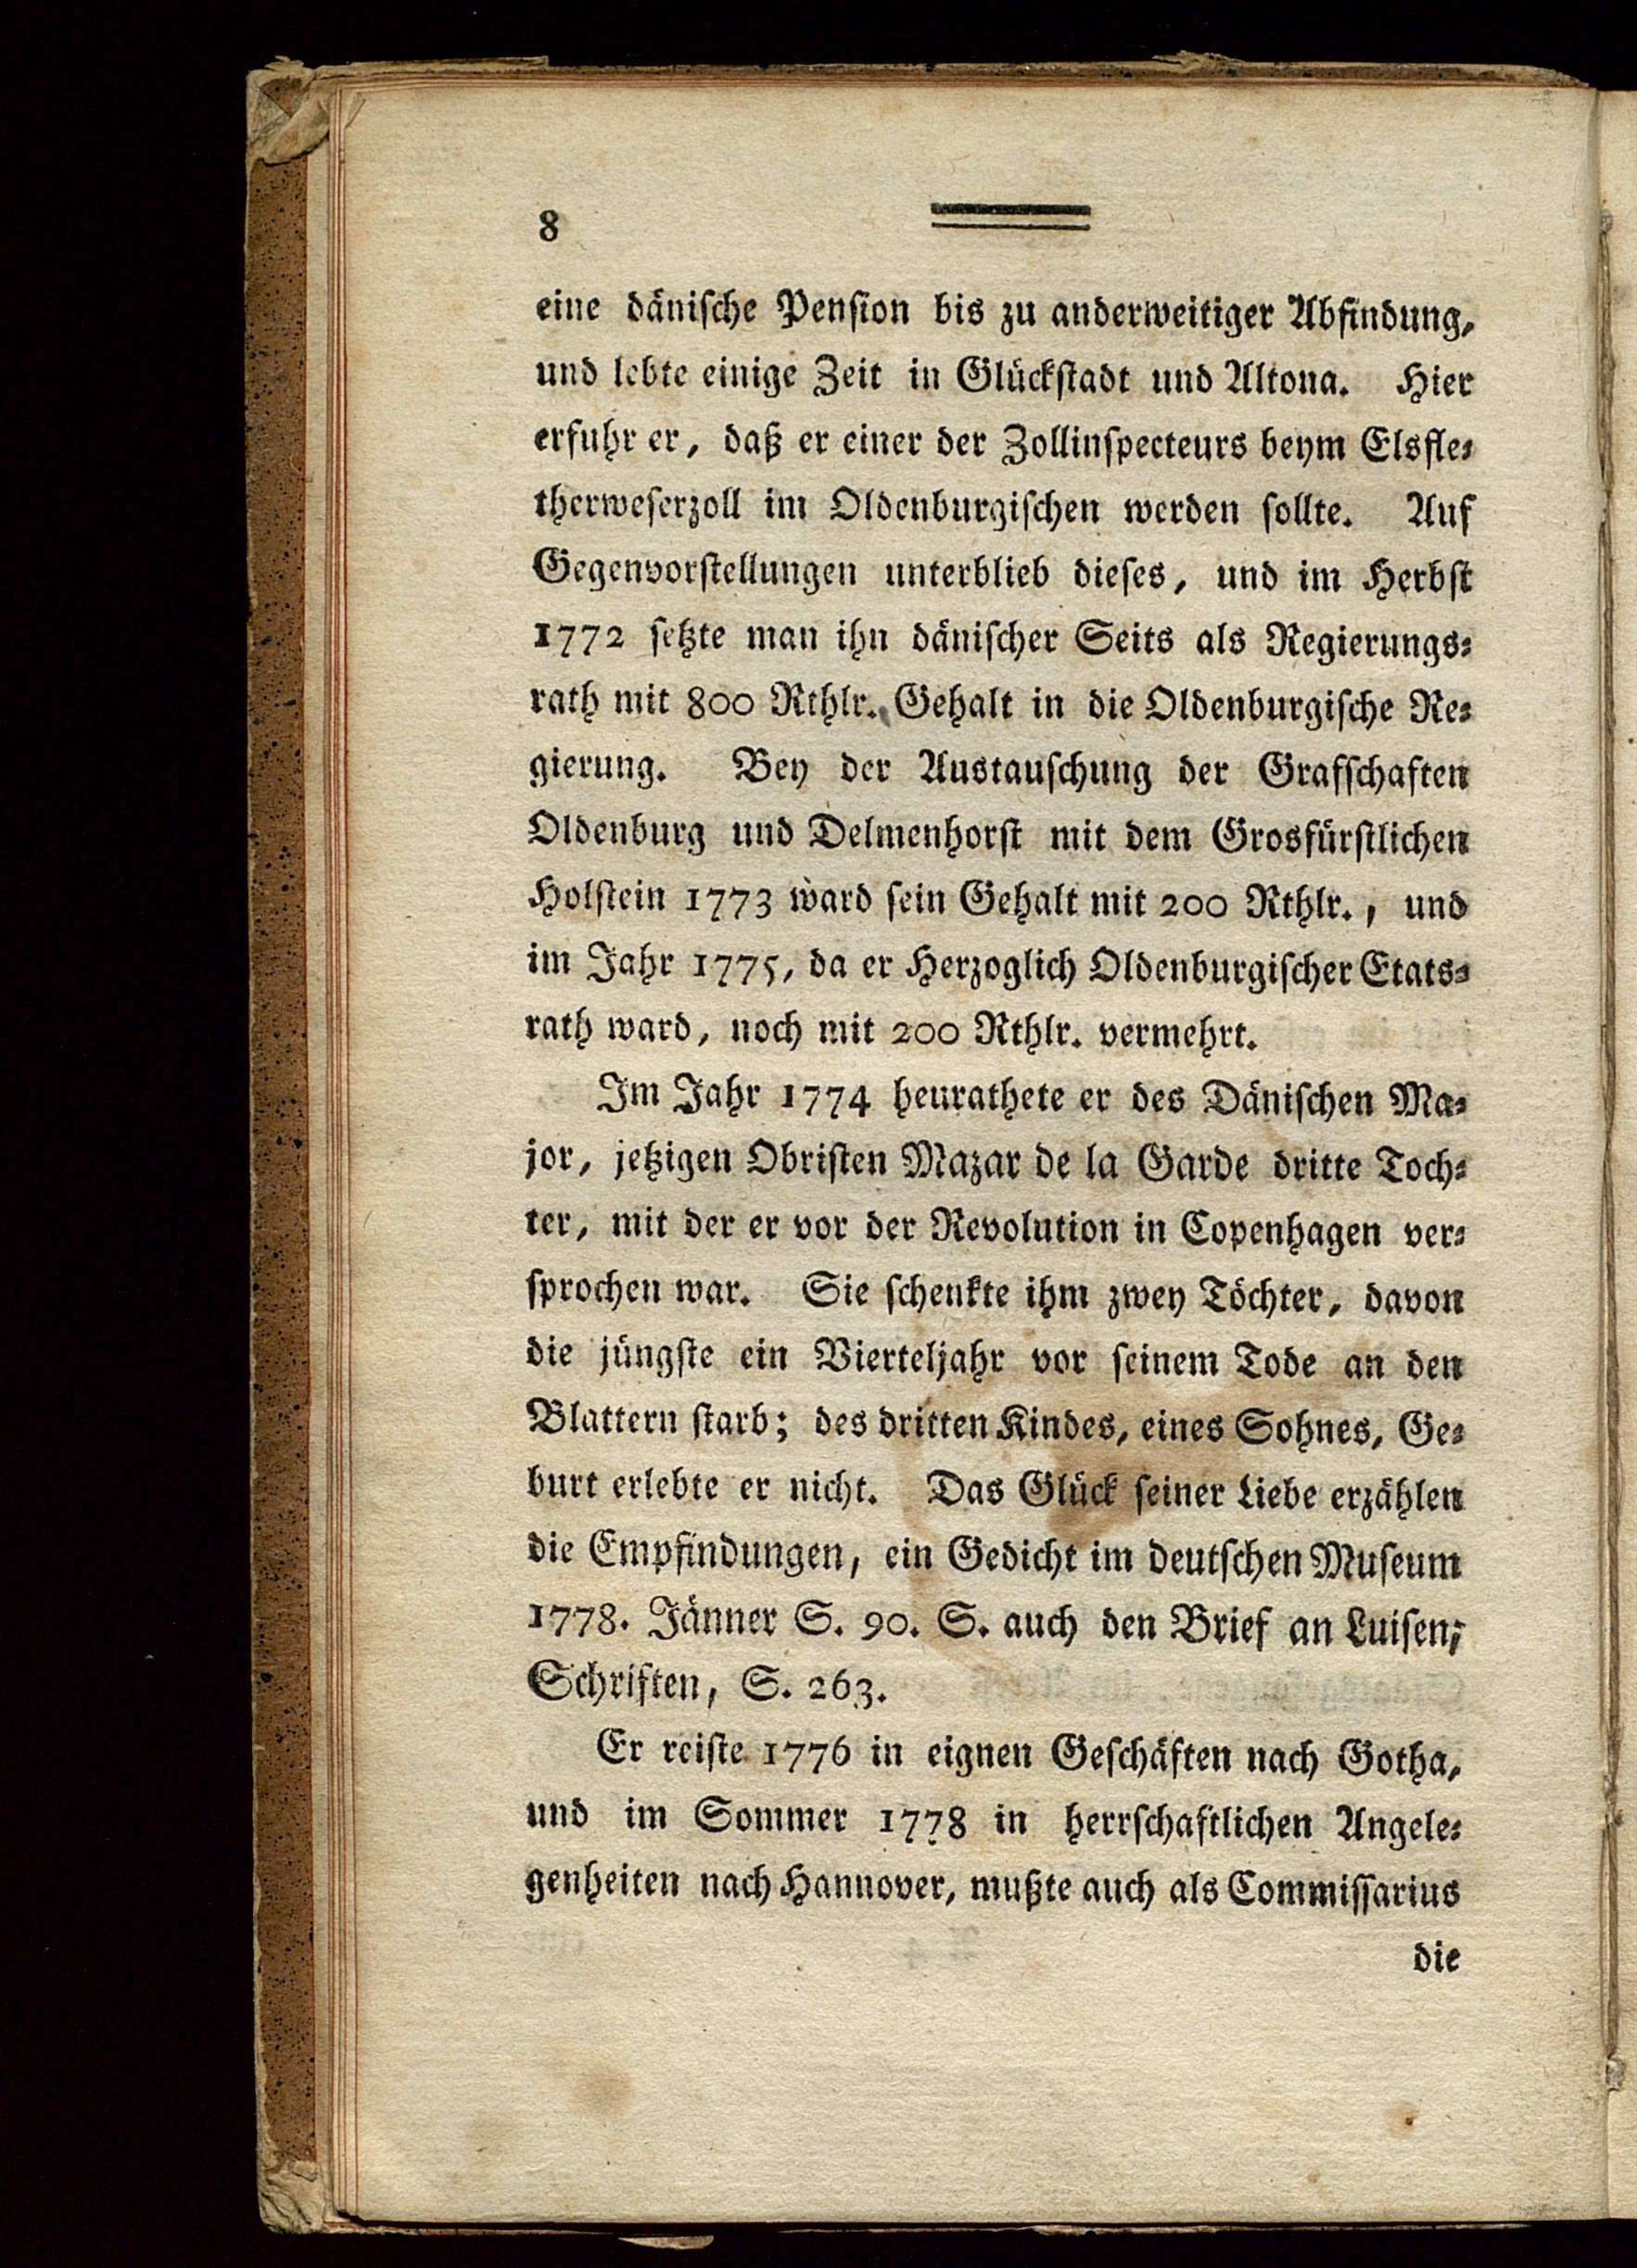 8
eine dänische Pension bis zu anderweitiger Abfindung,
und lebte einige Zeit in Glückstadt und Altona. Hier
erfuhr er, daß er einer der Zollinspecteurs beym Elsfle-
therweserzoll im Oldenburgischen werden sollte. Auf
Gegenvorstellungen unterblieb dieses, und im Herbst
1772 setzte man ihn dänischer Seits als Regierungs-
rath mit 800 Rthlr. Gehalt in die Oldenburgische Re-
gierung. Bey der Austauschung der Grafschaften
Oldenburg und Delmenhorst mit dem Grosfürstlichen
Holstein 1773 ward sein Gehalt mit 200 Rthlr., und
im Jahr 1775, da er Herzoglich Oldenburgischer Etats-
rath ward, noch mit 200 Rthlr. vermehrt.
Im Jahr 1774 heurathete er des Dänischen Ma-
jor, jetzigen Obristen Mazar de la Garde dritte Toch-
ter, mit der er vor der Revolution in Copenhagen ver-
sprochen war. Sie schenkte ihm zwey Töchter, davon
die jüngste ein Vierteljahr vor seinem Tode an den
Blattern starb; des dritten Kindes, eines Sohnes, Ge-
burt erlebte er nicht. Das Glück seiner Liebe erzählen
die Empfindungen, ein Gedicht im deutschen Museum
1778. Jänner S. 90. S. auch den Brief an Luisen,
Schriften, S. 263.
Er reiste 1776 in eignen Geschäften nach Gotha,
und im Sommer 1778 in herrschaftlichen Angele-
genheiten nach Hannover, mußte auch als Commissarius
die